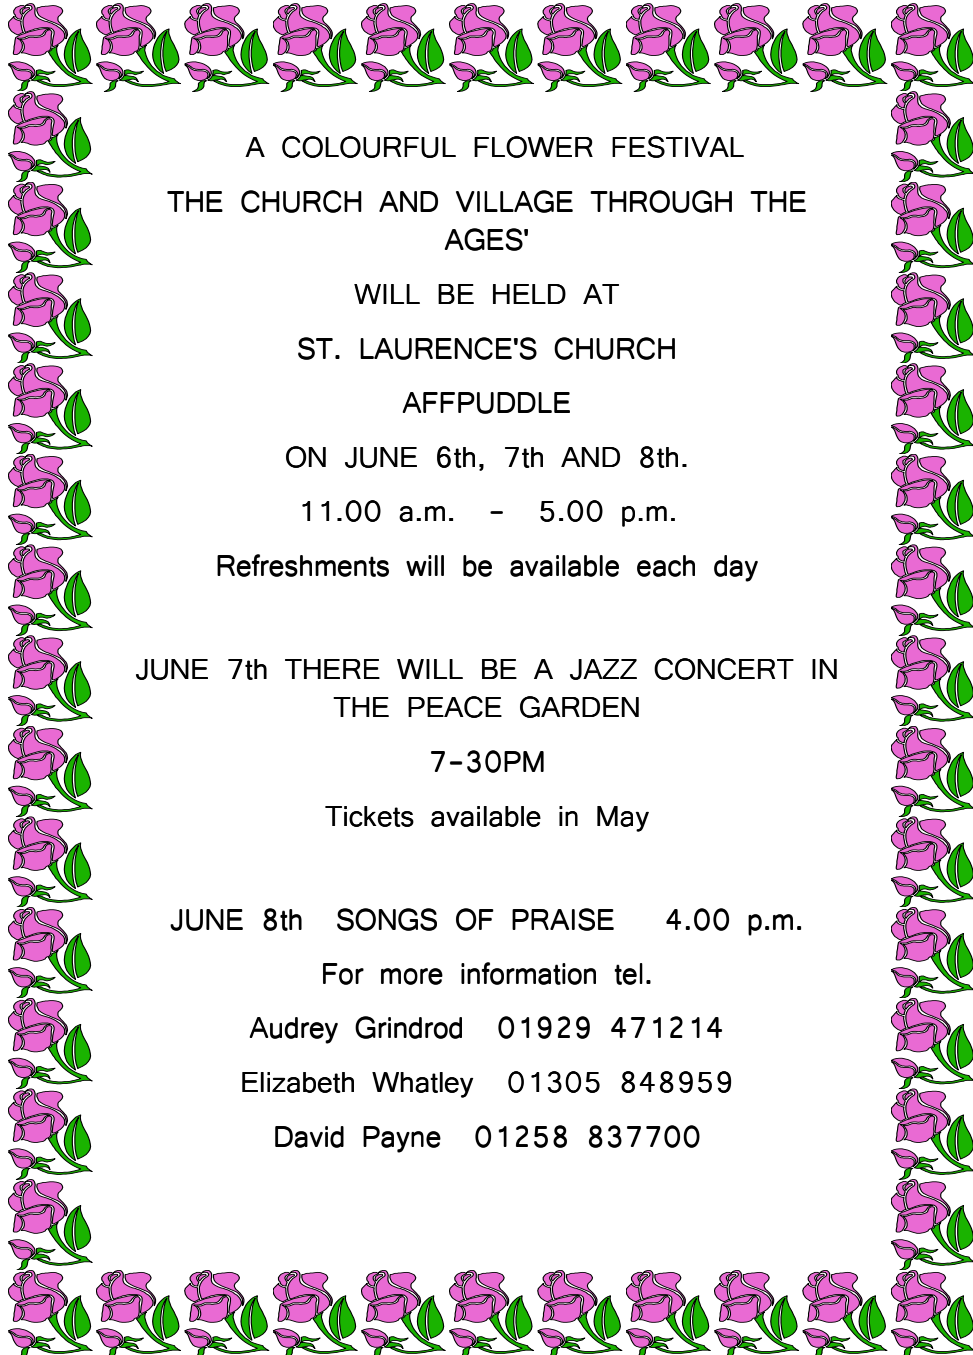 A COLOURFUL FLOWER FESTIVAL
THE CHURCH AND VILLAGE THROUGH THE
AGES'
WILL BE HELD AT
ST. LAURENCE'S CHURCH
AFFPUDDLE
ON JUNE 6th, 7th AND 8th.
11.00 a.m. - 5.00 p.m.
Refreshments will be available each day
JUNE 7th THERE WILL BE A JAZZ CONCERT IN
THE PEACE GARDEN
7-30PM
Tickets available in May
JUNE 8th SONGS OF PRAISE 4.00 p.m.
For more information tel.
Audrey Grindrod 01929 471214
Elizabeth Whatley 01305 848959
David Payne 01258 837700